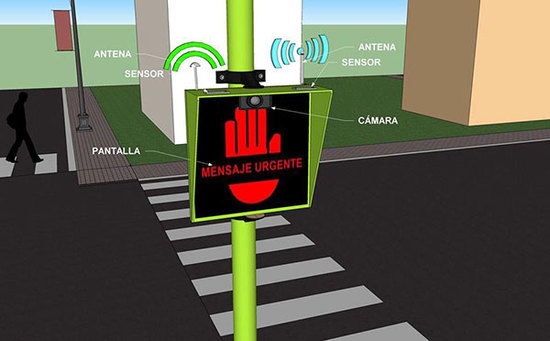 ANTENA
SENSOR
ANTENA
SENSOR
CÁMARA
PANTALLA
MENSAJE URGENTE